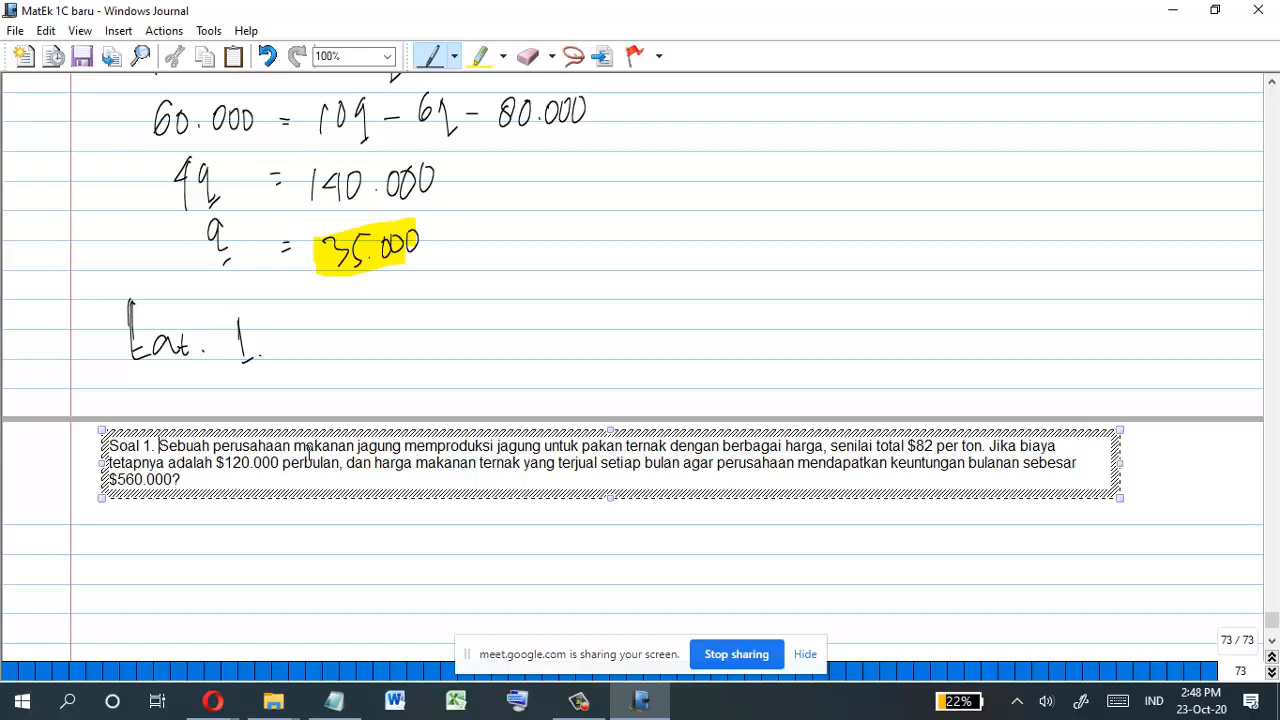 MatEk 1C baru - Windows Journal
File Edit View Insert Actions Tools Help
100%
60.000 = 10q - 6q - 80.000
4q = 140.000
q = 35.000
Lat. 1.
Soal 1. Sebuah perusahaan makanan jagung memproduksi jagung untuk pakan ternak dengan berbagai harga, senilai total $82 per ton. Jika biaya
tetapnya adalah $120.000 perbulan, dan harga makanan ternak yang terjual setiap bulan agar perusahaan mendapatkan keuntungan bulanan sebesar
$560.000?
73 / 73
meet.google.com is sharing your screen. Stop sharing Hide
73
22% IND 2:48 PM
23-Oct-20